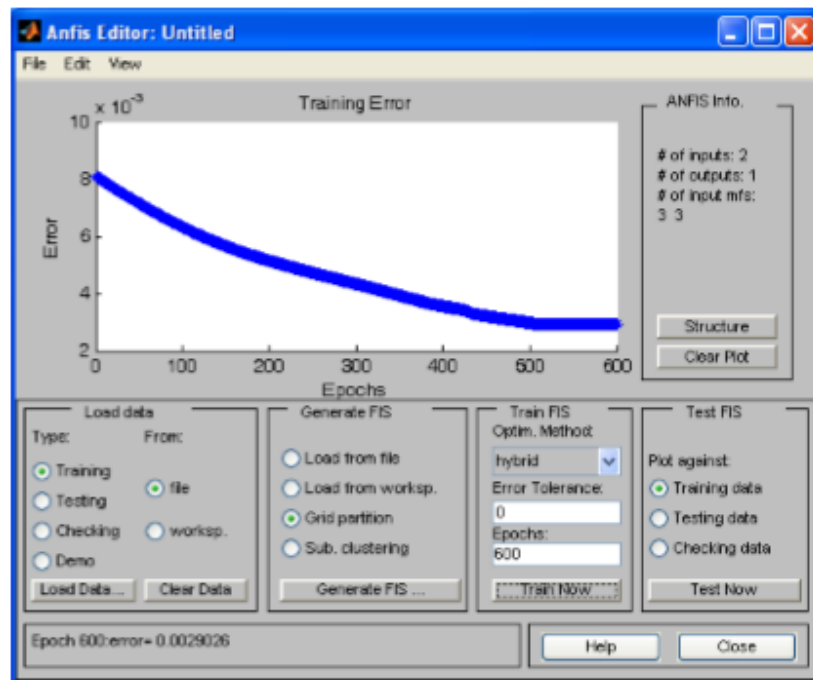 Anfis Editor: Untitled
File Edit View
Training Error
x 10^-3
10
8
6
4
2
Error
0 100 200 300 400 500 600
Epochs
ANFIS Info.
# of inputs: 2
# of outputs: 1
# of input mfs:
3 3
Structure
Clear Plot
Load data
Type: From:
Training
Testing
Checking
Demo
file
worksp.
Load Data... Clear Data
Generate FIS
Load from file
Load from worksp.
Grid partition
Sub. clustering
Generate FIS ...
Train FIS
Optim. Method:
hybrid
Error Tolerance:
0
Epochs:
600
Train Now
Test FIS
Plot against:
Training data
Testing data
Checking data
Test Now
Epoch 600:error= 0.0029026
Help Close